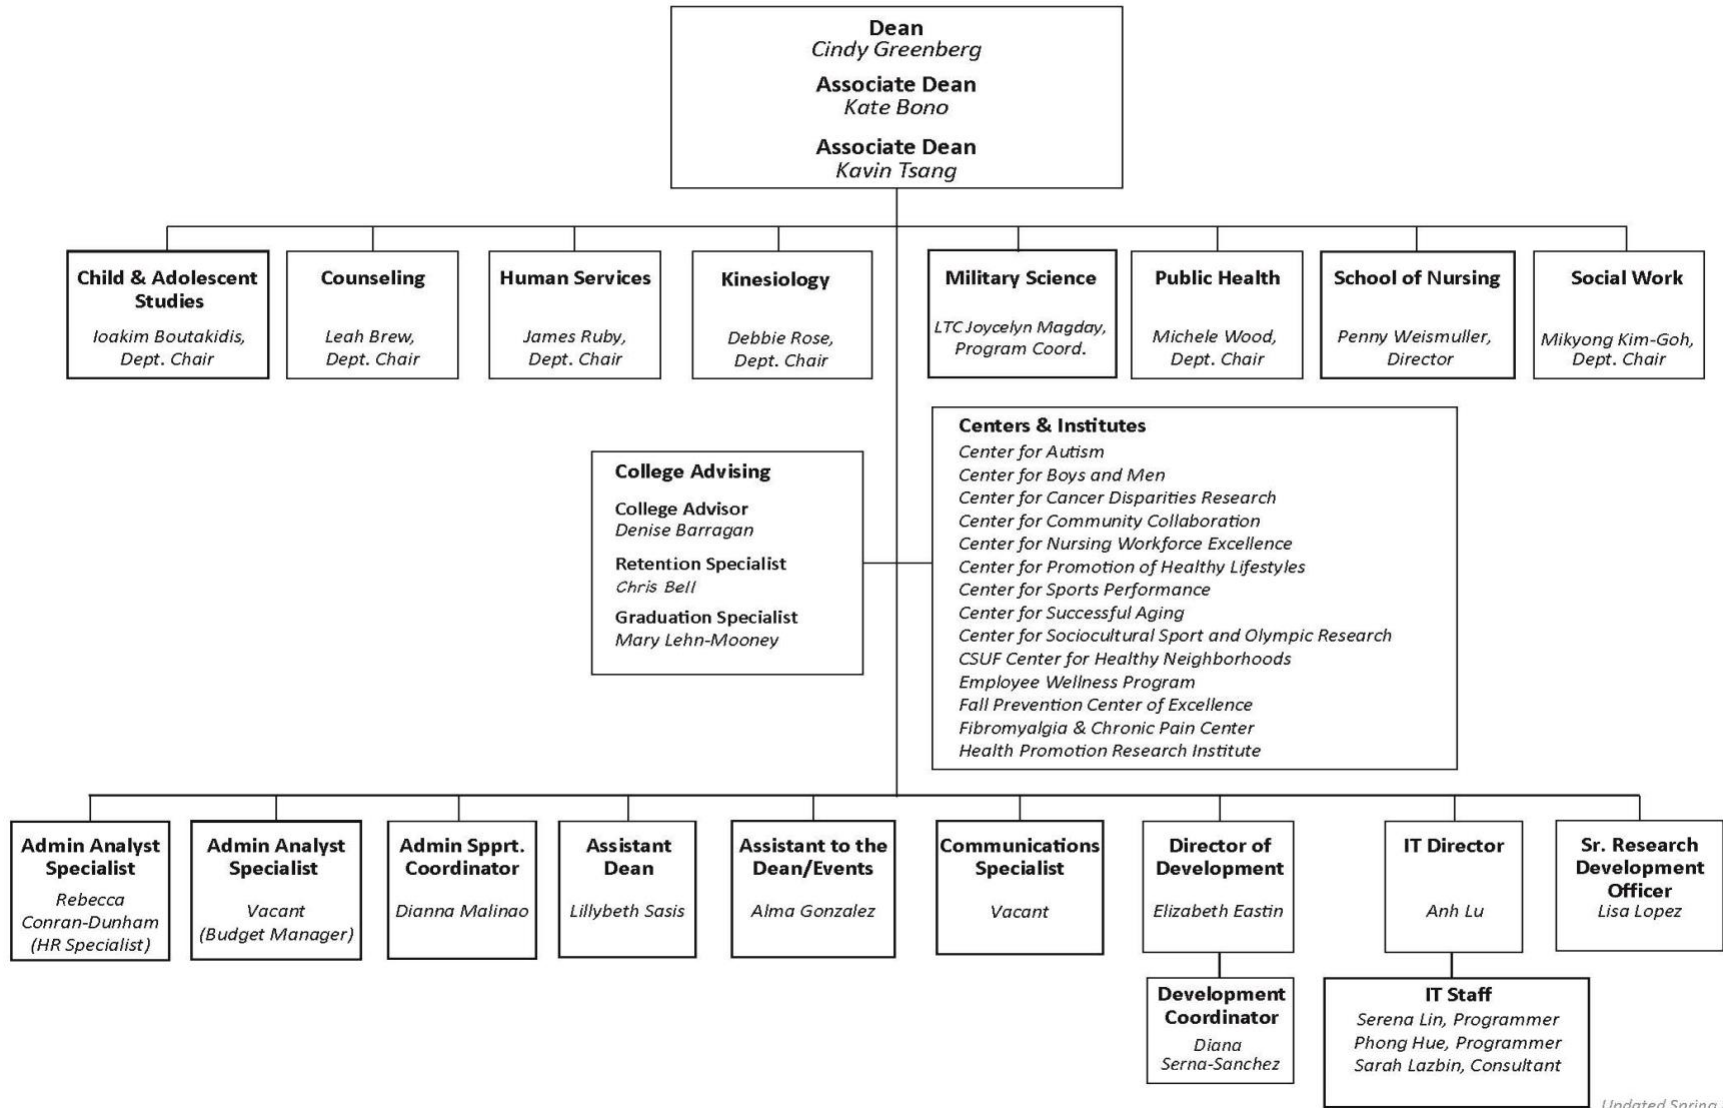 Dean
Cindy Greenberg
Associate Dean
Kate Bono
Associate Dean
Kavin Tsang
Child & Adolescent
Studies
Ioakim Boutakidis,
Dept. Chair
Counseling
Leah Brew,
Dept. Chair
Human Services
James Ruby,
Dept. Chair
Kinesiology
Debbie Rose,
Dept. Chair
Military Science
LTC Joycelyn Magday,
Program Coord.
Public Health
Michele Wood,
Dept. Chair
School of Nursing
Penny Weismuller,
Director
Social Work
Mikyong Kim-Goh,
Dept. Chair
College Advising
College Advisor
Denise Barragan
Retention Specialist
Chris Bell
Graduation Specialist
Mary Lehn-Mooney
Centers & Institutes
Center for Autism
Center for Boys and Men
Center for Cancer Disparities Research
Center for Community Collaboration
Center for Nursing Workforce Excellence
Center for Promotion of Healthy Lifestyles
Center for Sports Performance
Center for Successful Aging
Center for Sociocultural Sport and Olympic Research
CSUF Center for Healthy Neighborhoods
Employee Wellness Program
Fall Prevention Center of Excellence
Fibromyalgia & Chronic Pain Center
Health Promotion Research Institute
Admin Analyst
Specialist
Rebecca
Conran-Dunham
(HR Specialist)
Admin Analyst
Specialist
Vacant
(Budget Manager)
Admin Spprt.
Coordinator
Dianna Malinao
Assistant
Dean
Lillybeth Sasis
Assistant to the
Dean/Events
Alma Gonzalez
Communications
Specialist
Vacant
Director of
Development
Elizabeth Eastin
IT Director
Anh Lu
Sr. Research
Development
Officer
Lisa Lopez
Development
Coordinator
Diana
Serna-Sanchez
IT Staff
Serena Lin, Programmer
Phong Hue, Programmer
Sarah Lazbin, Consultant
Updated Spring